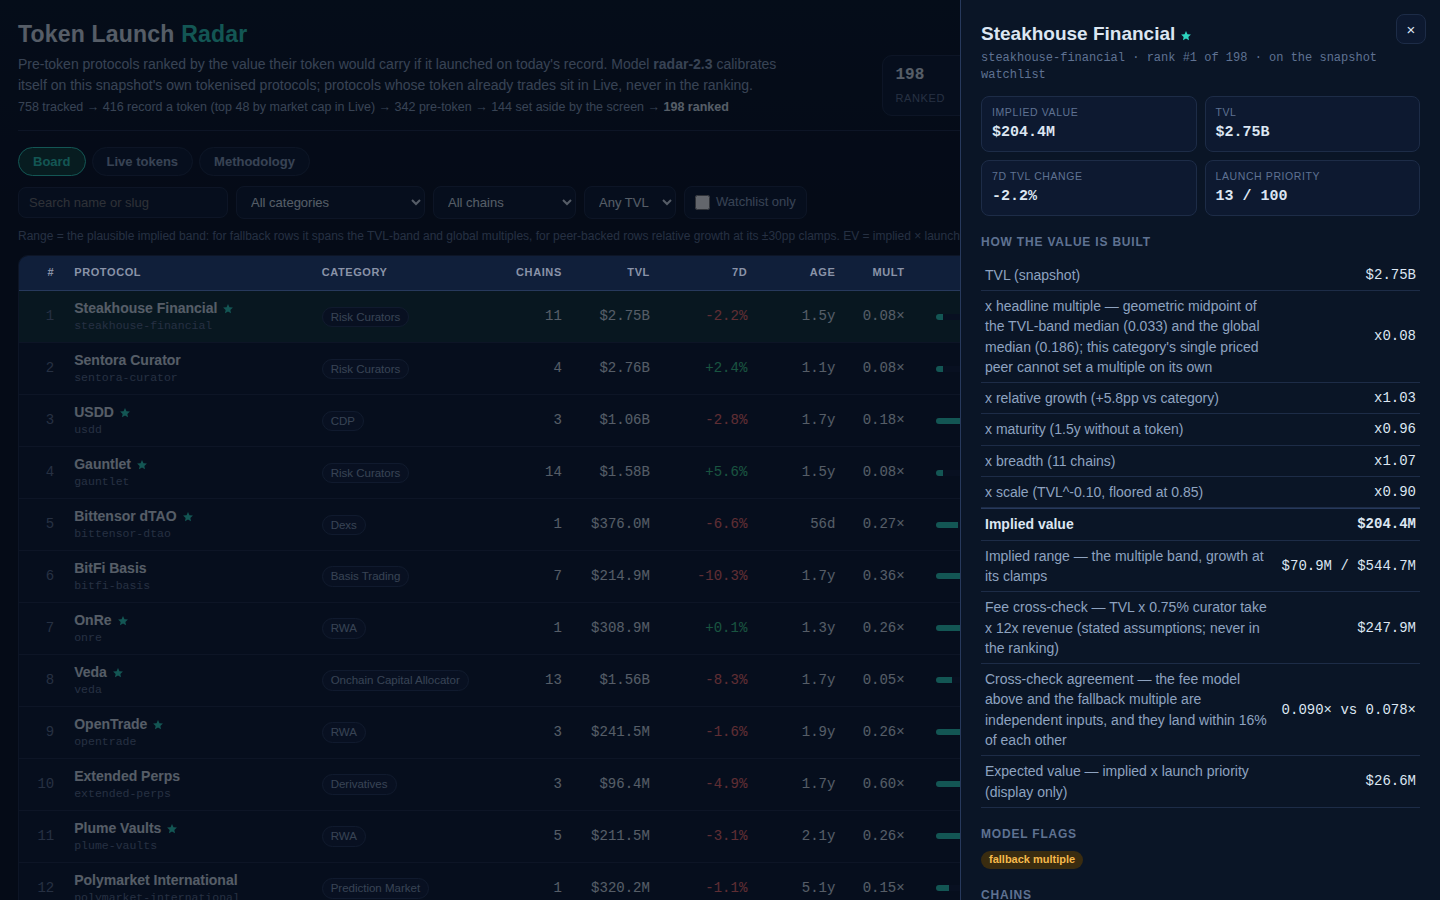 Token Launch Radar
Pre-token protocols ranked by the value their token would carry if it launched on today's record. Model radar-2.3 calibrates
itself on this snapshot's own tokenised protocols; protocols whose token already trades sit in Live, never in the ranking.
758 tracked → 416 record a token (top 48 by market cap in Live) → 342 pre-token → 144 set aside by the screen → 198 ranked
198
RANKED
Board
Live tokens
Methodology
Search name or slug
All categories
All chains
Any TVL
Watchlist only
Range = the plausible implied band: for fallback rows it spans the TVL-band and global multiples, for peer-backed rows relative growth at its ±30pp clamps. EV = implied × launch
# PROTOCOL CATEGORY CHAINS TVL 7D AGE MULT
1 Steakhouse Financial ★ Risk Curators 11 $2.75B -2.2% 1.5y 0.08×
steakhouse-financial
2 Sentora Curator Risk Curators 4 $2.76B +2.4% 1.1y 0.08×
sentora-curator
3 USDD ★ CDP 3 $1.06B -2.8% 1.7y 0.18×
usdd
4 Gauntlet ★ Risk Curators 14 $1.58B +5.6% 1.5y 0.08×
gauntlet
5 Bittensor dTAO ★ Dexs 1 $376.0M -6.6% 56d 0.27×
bittensor-dtao
6 BitFi Basis Basis Trading 7 $214.9M -10.3% 1.7y 0.36×
bitfi-basis
7 OnRe ★ RWA 1 $308.9M +0.1% 1.3y 0.26×
onre
8 Veda ★ Onchain Capital Allocator 13 $1.56B -8.3% 1.7y 0.05×
veda
9 OpenTrade ★ RWA 3 $241.5M -1.6% 1.9y 0.26×
opentrade
10 Extended Perps Derivatives 3 $96.4M -4.9% 1.7y 0.60×
extended-perps
11 Plume Vaults ★ RWA 5 $211.5M -3.1% 2.1y 0.26×
plume-vaults
12 Polymarket International Prediction Market 1 $320.2M -1.1% 5.1y 0.15×
polymarket-international
Steakhouse Financial ★
×
steakhouse-financial · rank #1 of 198 · on the snapshot
watchlist
IMPLIED VALUE
$204.4M
TVL
$2.75B
7D TVL CHANGE
-2.2%
LAUNCH PRIORITY
13 / 100
HOW THE VALUE IS BUILT
TVL (snapshot) $2.75B
x headline multiple — geometric midpoint of
the TVL-band median (0.033) and the global
median (0.186); this category's single priced
peer cannot set a multiple on its own
x0.08
x relative growth (+5.8pp vs category) x1.03
x maturity (1.5y without a token) x0.96
x breadth (11 chains) x1.07
x scale (TVL^-0.10, floored at 0.85) x0.90
Implied value $204.4M
Implied range — the multiple band, growth at
its clamps
$70.9M / $544.7M
Fee cross-check — TVL x 0.75% curator take
x 12x revenue (stated assumptions; never in
the ranking)
$247.9M
Cross-check agreement — the fee model
above and the fallback multiple are
independent inputs, and they land within 16%
of each other
0.090× vs 0.078×
Expected value — implied x launch priority
(display only)
$26.6M
MODEL FLAGS
fallback multiple
CHAINS